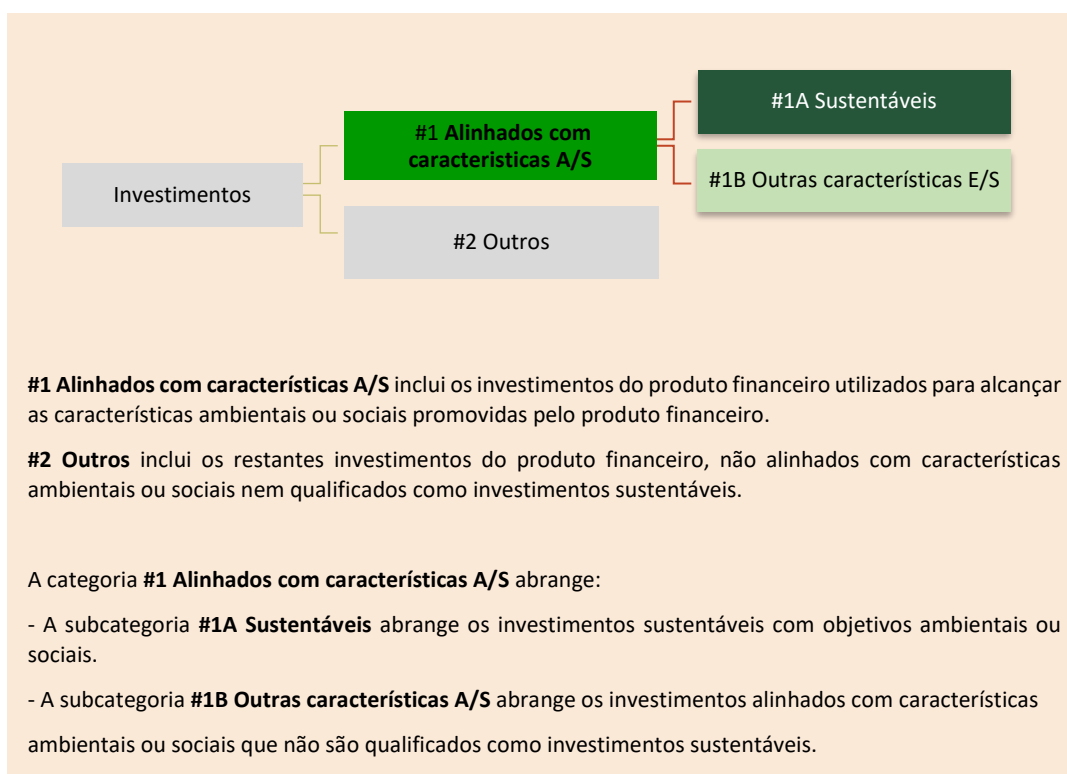 #1A Sustentáveis
#1 Alinhados com
caracteristicas A/S
#1B Outras características E/S
Investimentos
#2 Outros
#1 Alinhados com características A/S inclui os investimentos do produto financeiro utilizados para alcançar
as características ambientais ou sociais promovidas pelo produto financeiro.
#2 Outros inclui os restantes investimentos do produto financeiro, não alinhados com características
ambientais ou sociais nem qualificados como investimentos sustentáveis.
A categoria #1 Alinhados com características A/S abrange:
- A subcategoria #1A Sustentáveis abrange os investimentos sustentáveis com objetivos ambientais ou
sociais.
- A subcategoria #1B Outras características A/S abrange os investimentos alinhados com características
ambientais ou sociais que não são qualificados como investimentos sustentáveis.